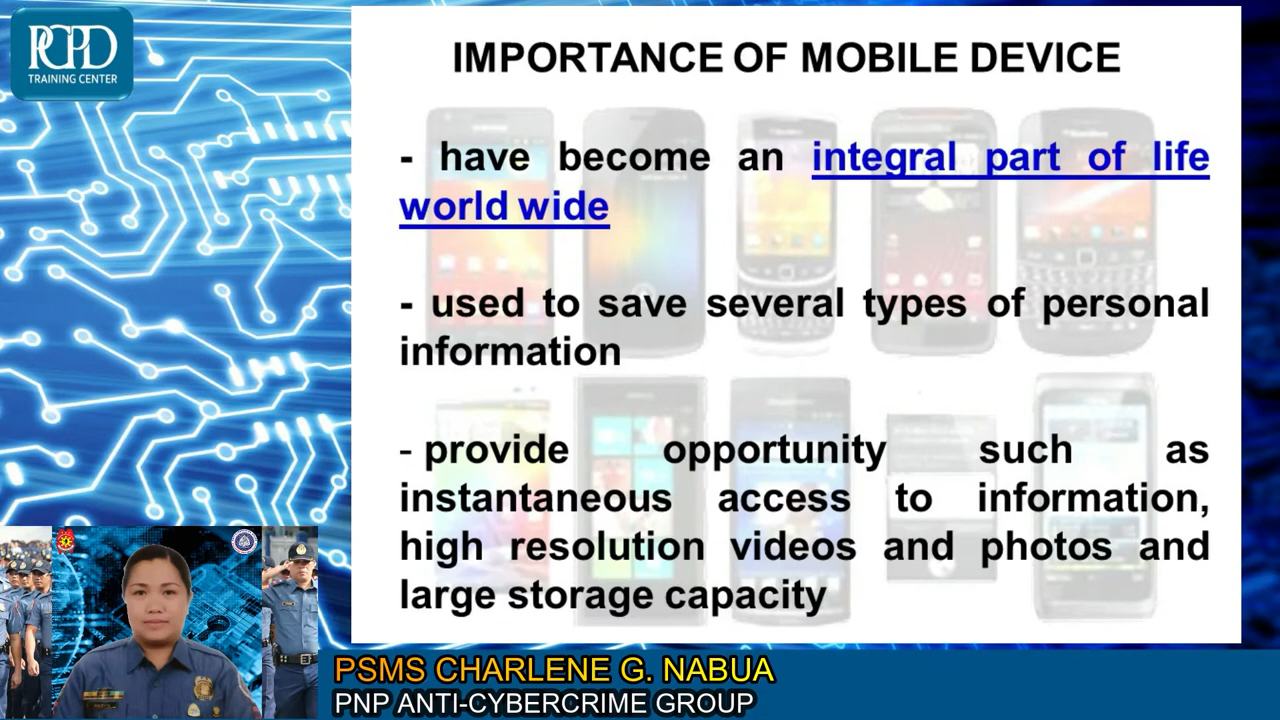 PCPD
TRAINING CENTER
IMPORTANCE OF MOBILE DEVICE
- have become an integral part of life
world wide
- used to save several types of personal
information
- provide opportunity such as
instantaneous access to information,
high resolution videos and photos and
large storage capacity
PSMS CHARLENE G. NABUA
PNP ANTI-CYBERCRIME GROUP